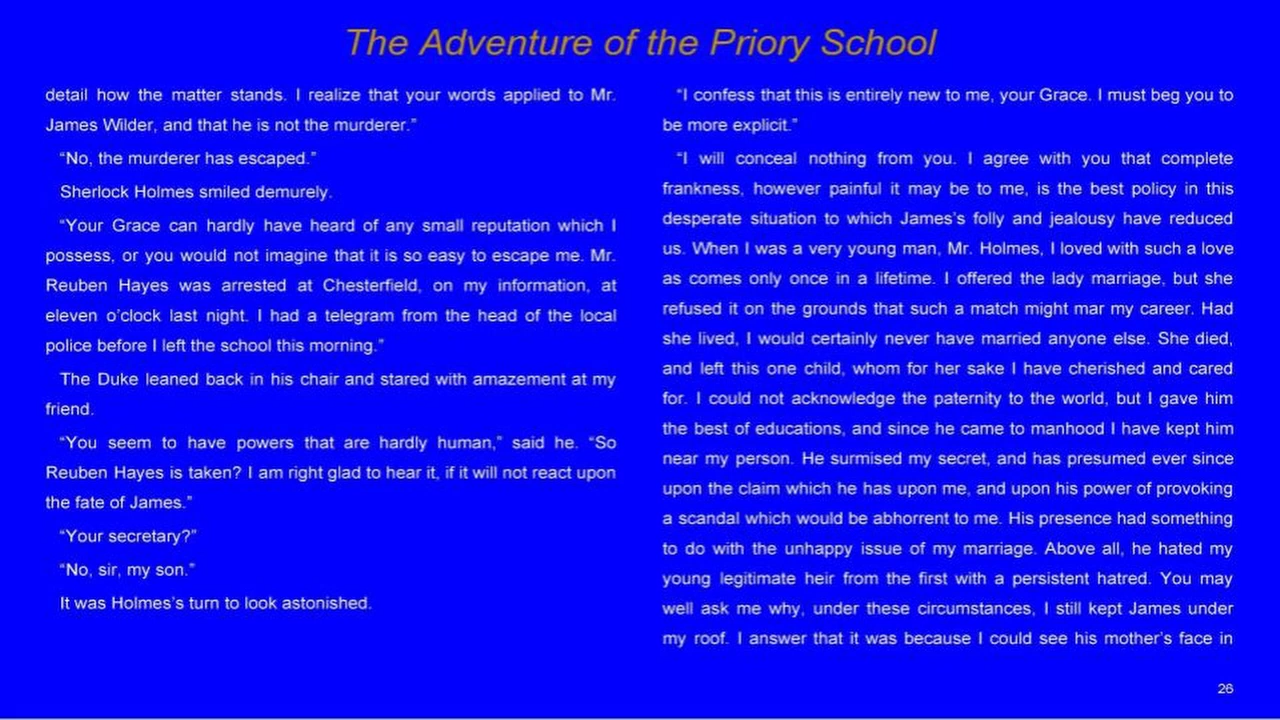 The Adventure of the Priory School
detail how the matter stands. I realize that your words applied to Mr.
James Wilder, and that he is not the murderer.”
“No, the murderer has escaped.”
Sherlock Holmes smiled demurely.
“Your Grace can hardly have heard of any small reputation which I
possess, or you would not imagine that it is so easy to escape me. Mr.
Reuben Hayes was arrested at Chesterfield, on my information, at
eleven o’clock last night. I had a telegram from the head of the local
police before I left the school this morning.”
The Duke leaned back in his chair and stared with amazement at my
friend.
“You seem to have powers that are hardly human,” said he. “So
Reuben Hayes is taken? I am right glad to hear it, if it will not react upon
the fate of James.”
“Your secretary?”
“No, sir, my son.”
It was Holmes’s turn to look astonished.
“I confess that this is entirely new to me, your Grace. I must beg you to
be more explicit.”
“I will conceal nothing from you. I agree with you that complete
frankness, however painful it may be to me, is the best policy in this
desperate situation to which James’s folly and jealousy have reduced
us. When I was a very young man, Mr. Holmes, I loved with such a love
as comes only once in a lifetime. I offered the lady marriage, but she
refused it on the grounds that such a match might mar my career. Had
she lived, I would certainly never have married anyone else. She died,
and left this one child, whom for her sake I have cherished and cared
for. I could not acknowledge the paternity to the world, but I gave him
the best of educations, and since he came to manhood I have kept him
near my person. He surmised my secret, and has presumed ever since
upon the claim which he has upon me, and upon his power of provoking
a scandal which would be abhorrent to me. His presence had something
to do with the unhappy issue of my marriage. Above all, he hated my
young legitimate heir from the first with a persistent hatred. You may
well ask me why, under these circumstances, I still kept James under
my roof. I answer that it was because I could see his mother’s face in
26